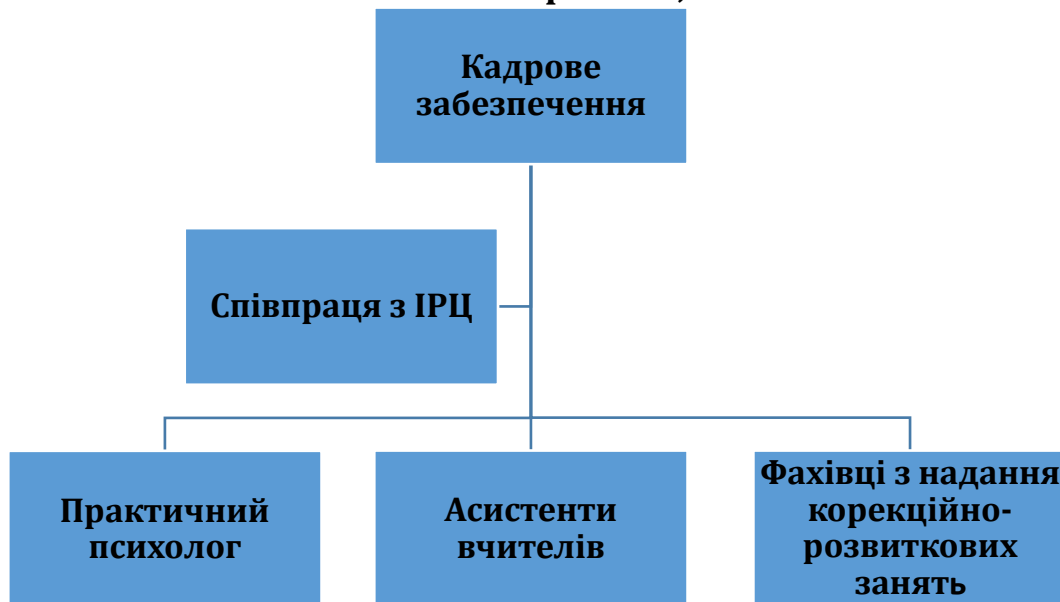 Кадрове
забезпечення
Співпраця з ІРЦ
Практичний
психолог
Асистенти
вчителів
Фахівці з надання
корекційно-
розвиткових
занять